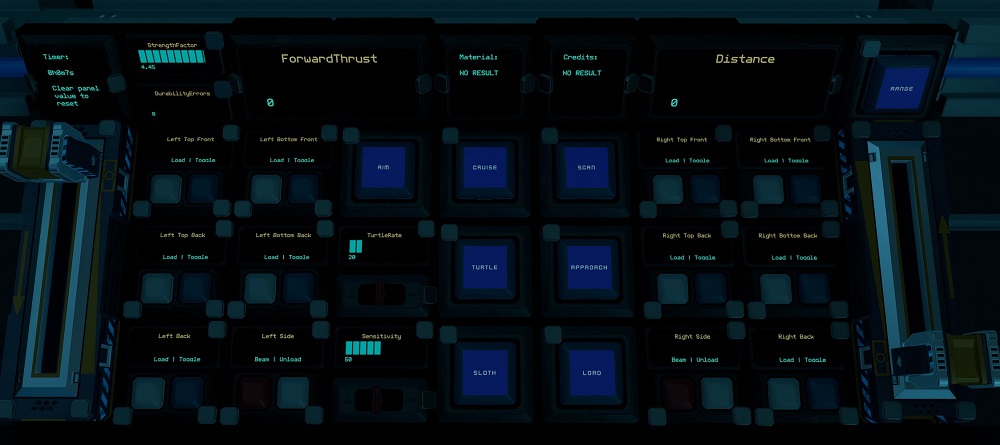 Timer:
0h0m7s
Clear panel
value to
reset
StrengthFactor
4.45
DurabilityErrors
0
ForwardThrust
0
Material:
NO RESULT
Credits:
NO RESULT
Distance
0
RANGE
Left Top Front
Load | Toggle
Left Bottom Front
Load | Toggle
AIM
CRUISE
SCAN
Right Top Front
Load | Toggle
Right Bottom Front
Load | Toggle
Left Top Back
Load | Toggle
Left Bottom Back
Load | Toggle
TurtleRate
20
TURTLE
APPROACH
Right Top Back
Load | Toggle
Right Bottom Back
Load | Toggle
Left Back
Load | Toggle
Left Side
Beam | Unload
Sensitivity
50
SLOTH
LOAD
Right Side
Beam | Unload
Right Back
Load | Toggle